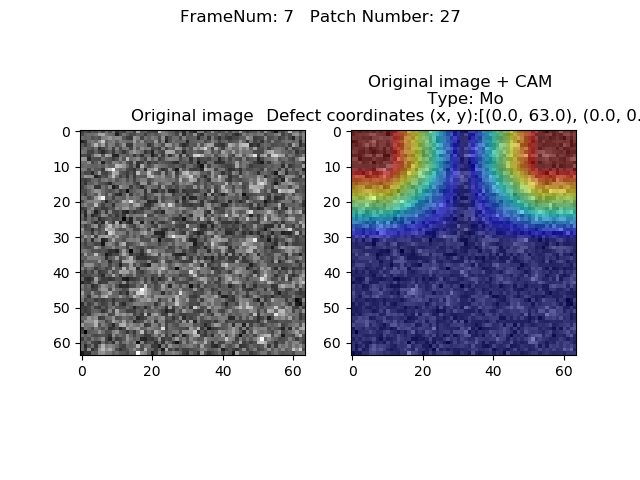 FrameNum: 7   Patch Number: 27
Original image + CAM
Type: Mo
Original image
Defect coordinates (x, y):[(0.0, 63.0), (0.0, 0.
0
10
20
30
40
50
60
0 20 40 60
0
10
20
30
40
50
60
0 20 40 60